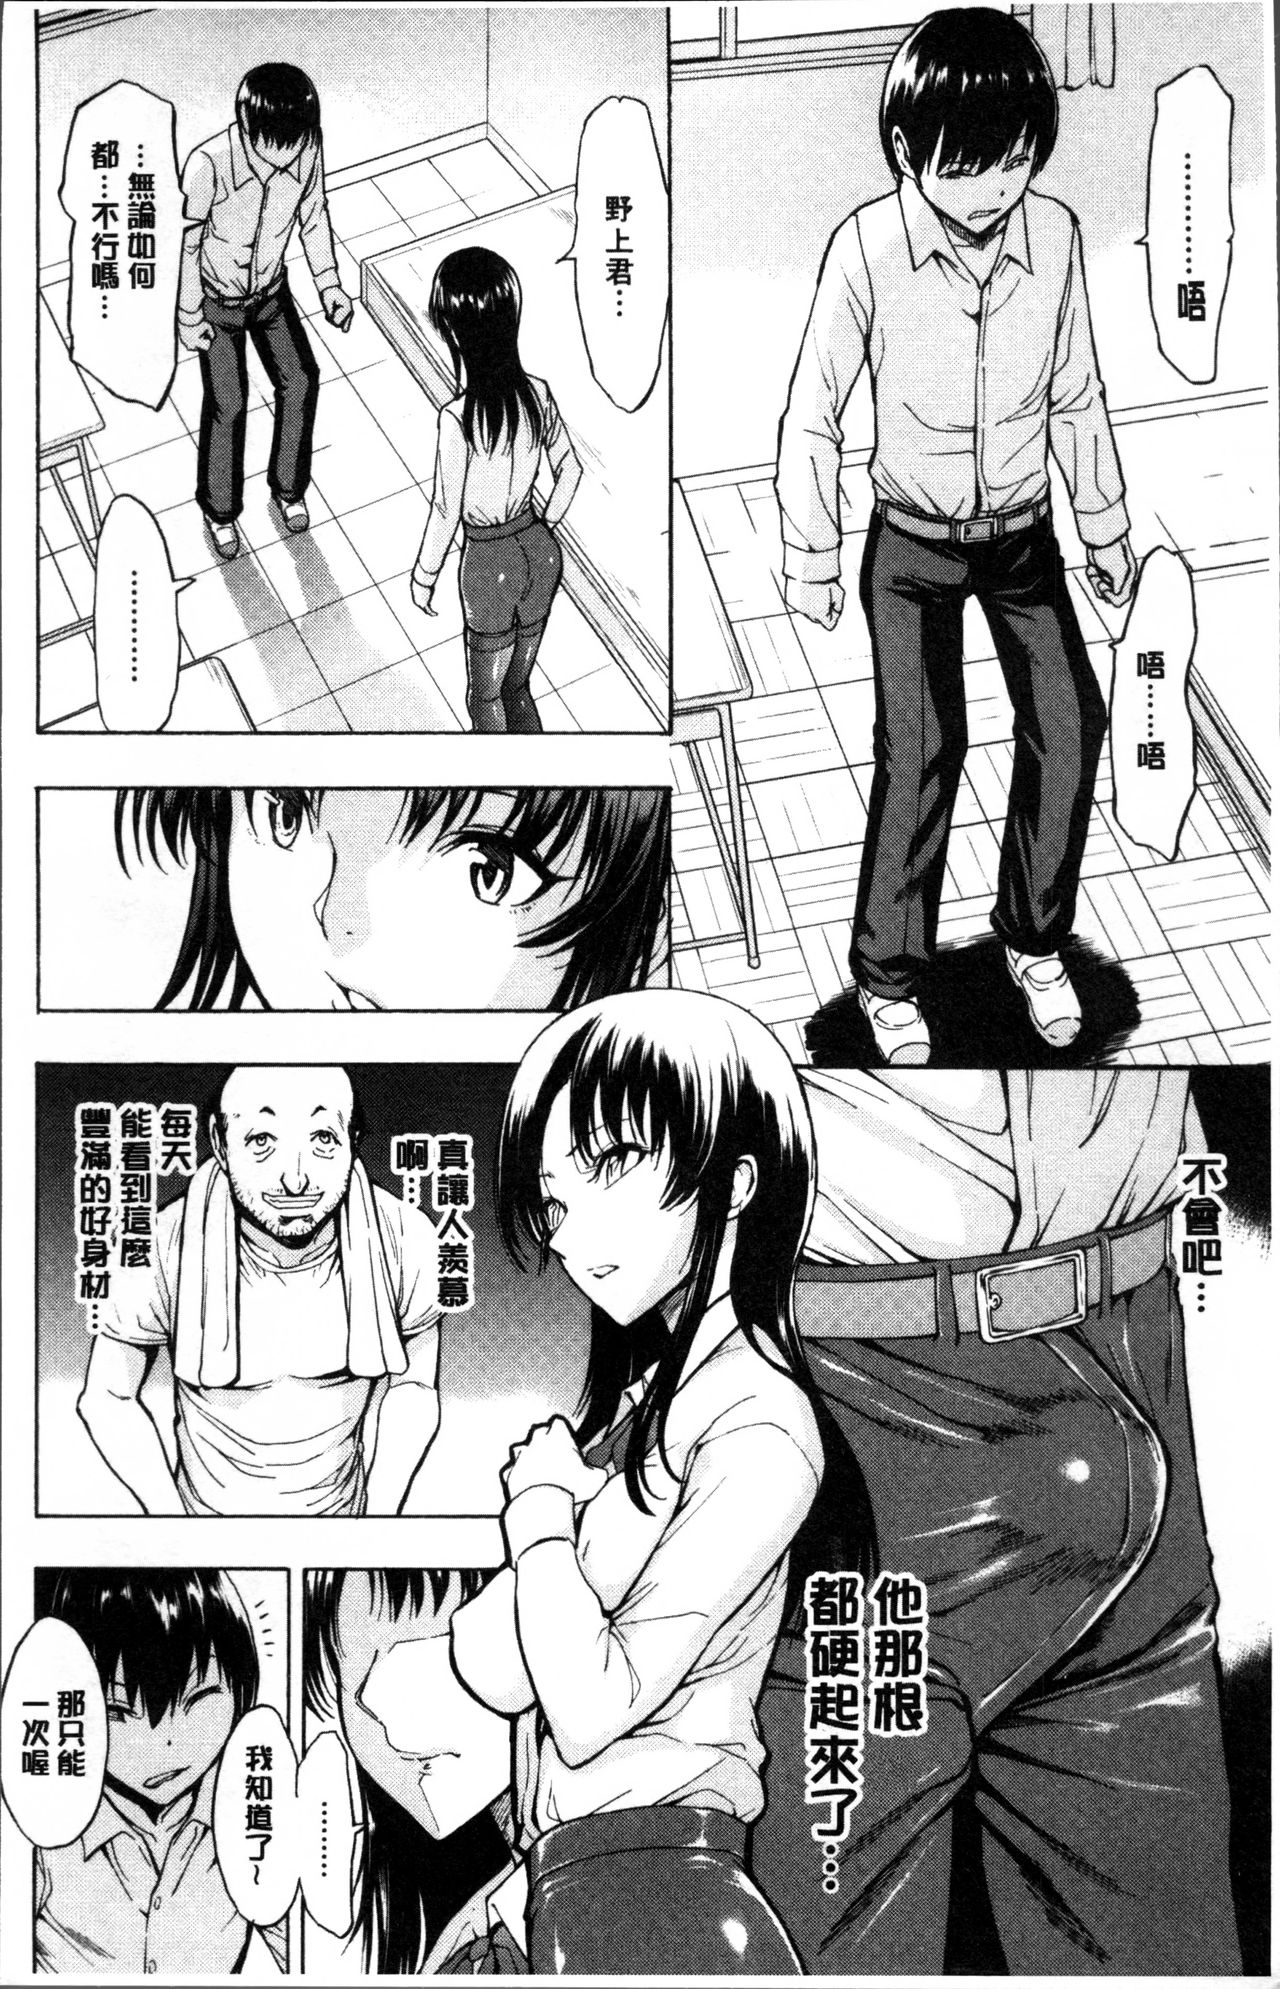 …………唔
唔……唔
野上君…
…無論如何
都…不行嗎…
………
不會吧…
他那根
都硬起來了…
真讓人羨慕
啊…
每天
能看到這麼
豐滿的好身材…
………
我知道了~
那只能
一次喔